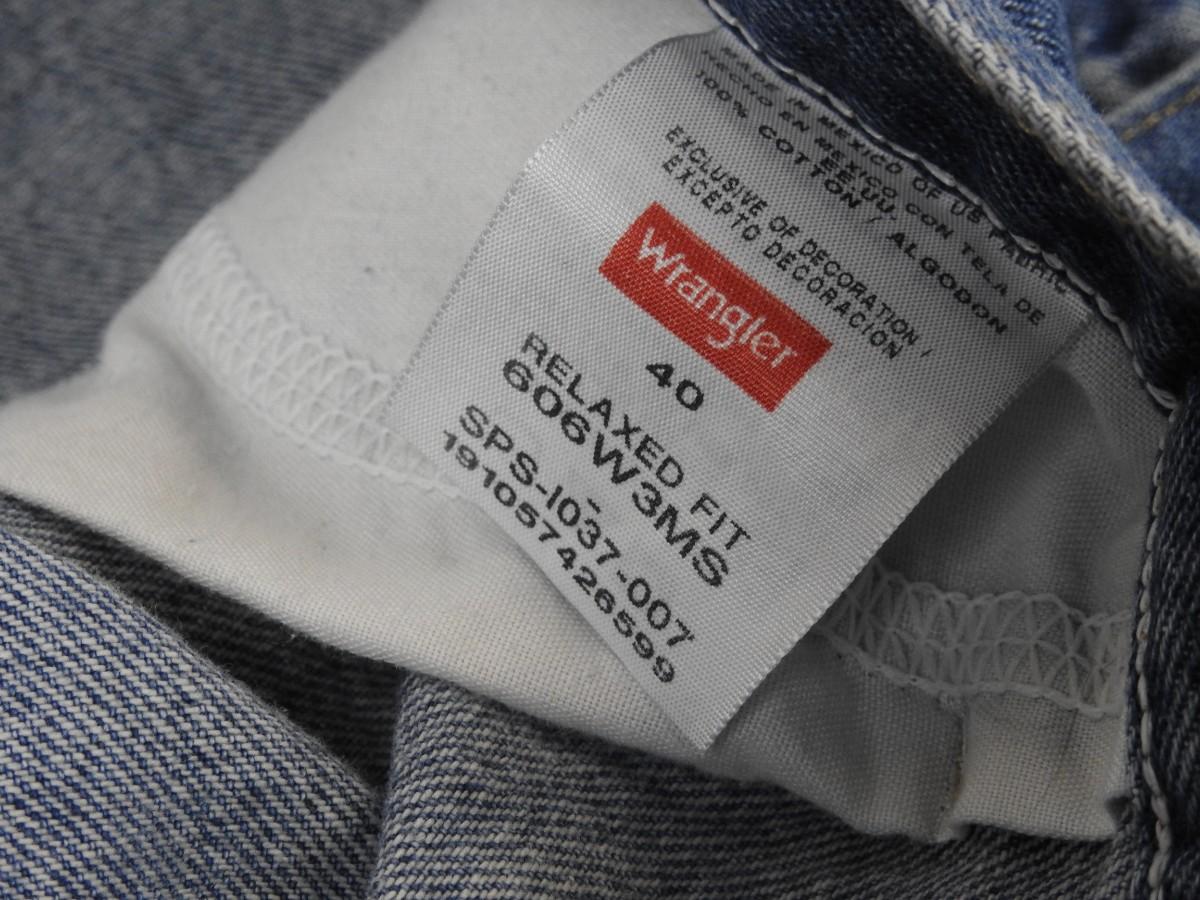 MADE IN MEXICO OF US FABRIC
HECHO EN MEXICO CON TELA DE
EE.UU.
100% COTTON / ALGODON
EXCLUSIVE OF DECORATION /
EXCEPTO DECORACION
Wrangler
40
RELAXED FIT
606W3MS
-
SPS-I037-007
191057426599